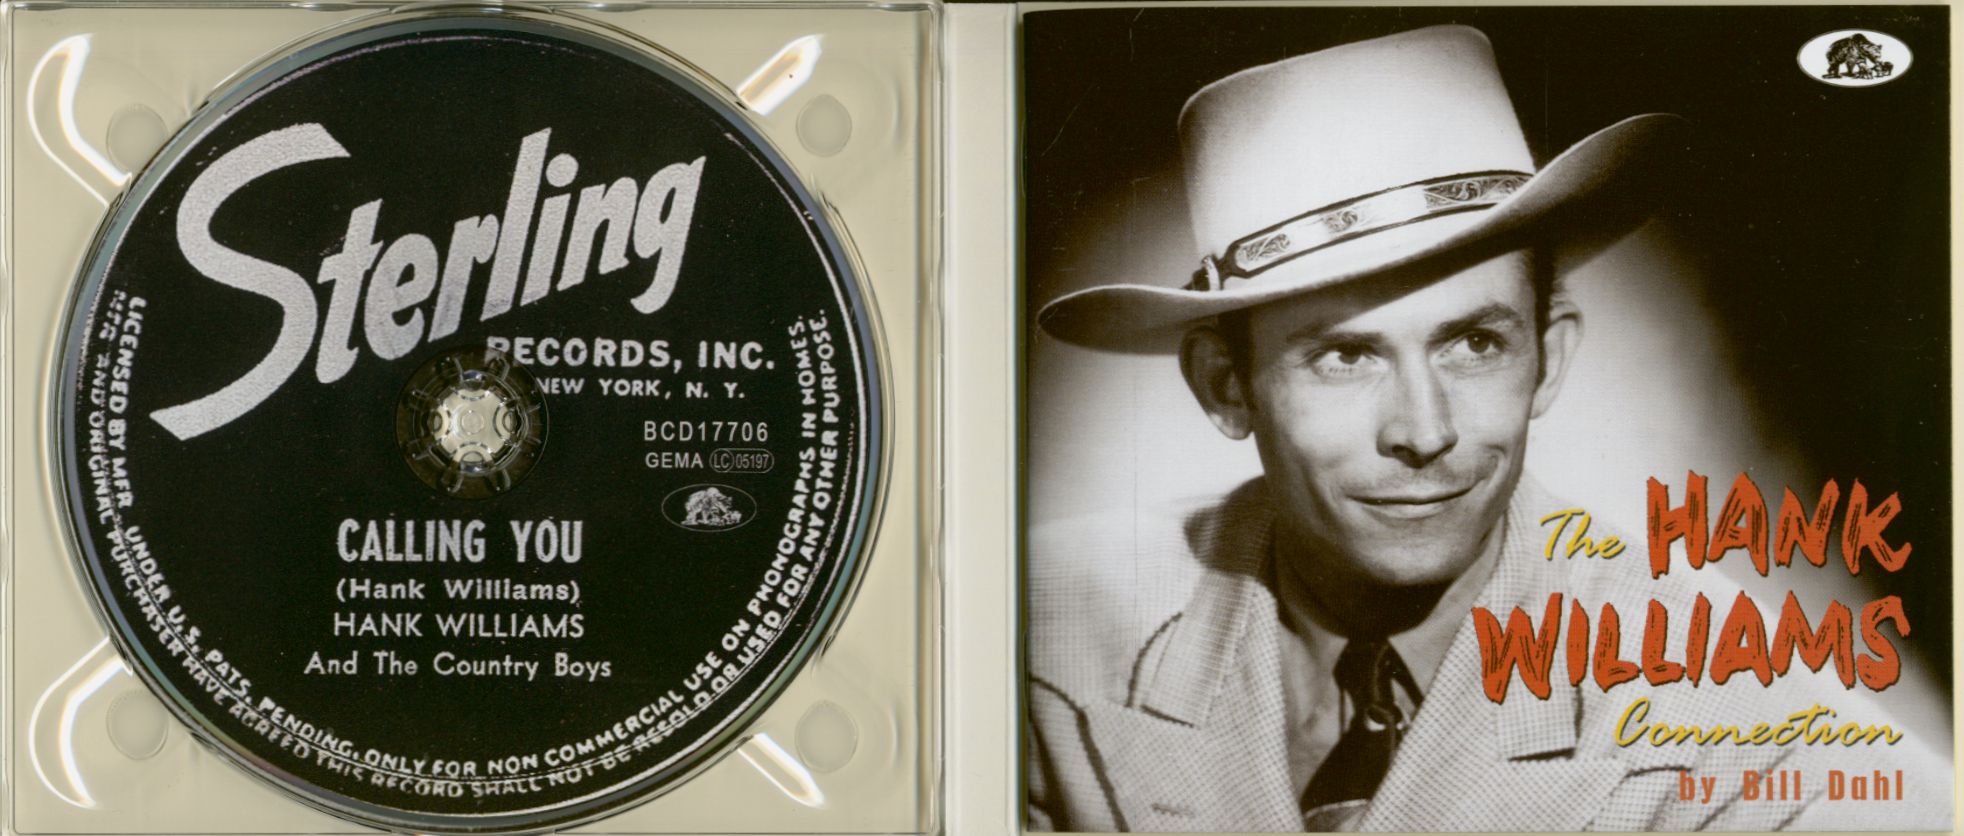 Sterling
RECORDS, INC.
NEW YORK, N. Y.
BCD17706
GEMA LC 05197
CALLING YOU
(Hank Williams)
HANK WILLIAMS
And The Country Boys
LICENSED BY MFR. UNDER U.S. PATS. PENDING. ONLY FOR NON COMMERCIAL USE ON PHONOGRAPHS IN HOMES.
MFR AND ORIGINAL PURCHASER HAVE AGREED THIS RECORD SHALL NOT BE RESOLD OR USED FOR ANY OTHER PURPOSE.
The HANK
WILLIAMS
Connection
by Bill Dahl